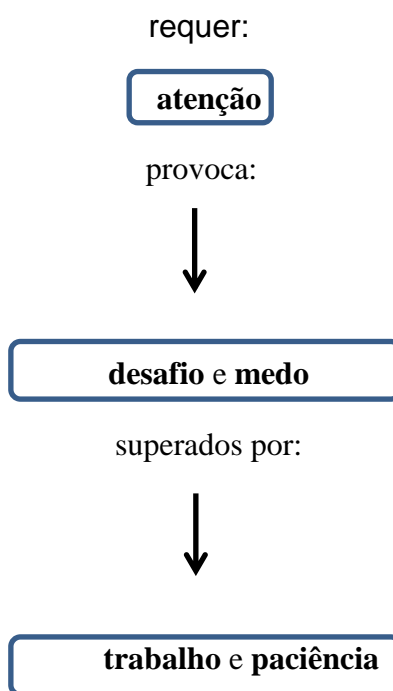 requer:
atenção
provoca:
desafio e medo
superados por:
trabalho e paciência